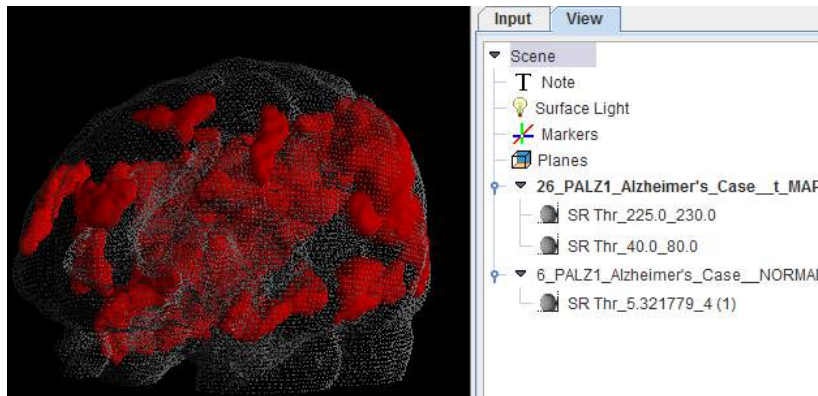 Input View
Scene
Note
Surface Light
Markers
Planes
26_PALZ1_Alzheimer's_Case__t_MAP
SR Thr_225.0_230.0
SR Thr_40.0_80.0
6_PALZ1_Alzheimer's_Case__NORMAL
SR Thr_5.321779_4 (1)